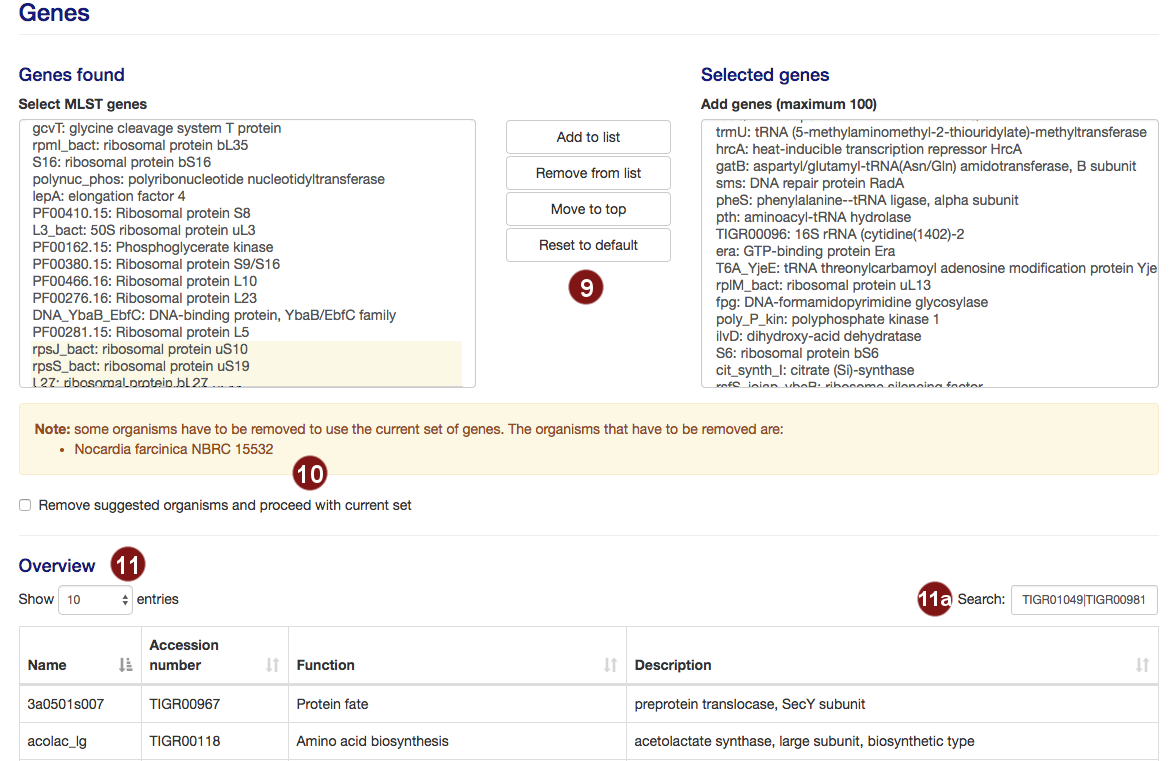 Genes
Genes found
Select MLST genes
gcvT: glycine cleavage system T protein
rpmI_bact: ribosomal protein bL35
S16: ribosomal protein bS16
polynuc_phos: polyribonucleotide nucleotidyltransferase
lepA: elongation factor 4
PF00410.15: Ribosomal protein S8
L3_bact: 50S ribosomal protein uL3
PF00162.15: Phosphoglycerate kinase
PF00380.15: Ribosomal protein S9/S16
PF00466.16: Ribosomal protein L10
PF00276.16: Ribosomal protein L23
DNA_YbaB_EbfC: DNA-binding protein, YbaB/EbfC family
PF00281.15: Ribosomal protein L5
rpsJ_bact: ribosomal protein uS10
rpsS_bact: ribosomal protein uS19
L27: ribosomal protein bL27
Add to list
Remove from list
Move to top
Reset to default
9
Selected genes
Add genes (maximum 100)
trmU: tRNA (5-methylaminomethyl-2-thiouridylate)-methyltransferase
hrcA: heat-inducible transcription repressor HrcA
gatB: aspartyl/glutamyl-tRNA(Asn/Gln) amidotransferase, B subunit
sms: DNA repair protein RadA
pheS: phenylalanine--tRNA ligase, alpha subunit
pth: aminoacyl-tRNA hydrolase
TIGR00096: 16S rRNA (cytidine(1402)-2
era: GTP-binding protein Era
T6A_YjeE: tRNA threonylcarbamoyl adenosine modification protein Yje
rplM_bact: ribosomal protein uL13
fpg: DNA-formamidopyrimidine glycosylase
poly_P_kin: polyphosphate kinase 1
ilvD: dihydroxy-acid dehydratase
S6: ribosomal protein bS6
cit_synth_I: citrate (Si)-synthase
rsfS_iojap_ybeB: ribosome silencing factor
Note: some organisms have to be removed to use the current set of genes. The organisms that have to be removed are:
• Nocardia farcinica NBRC 15532
10
Remove suggested organisms and proceed with current set
Overview 11
Show 10 entries
11a Search: TIGR01049|TIGR00981
Name Accession number Function Description
3a0501s007 TIGR00967 Protein fate preprotein translocase, SecY subunit
acolac_lg TIGR00118 Amino acid biosynthesis acetolactate synthase, large subunit, biosynthetic type